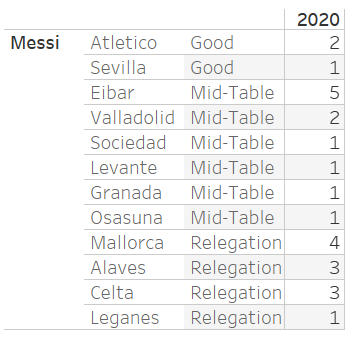 2020
Messi Atletico Good 2
Sevilla Good 1
Eibar Mid-Table 5
Valladolid Mid-Table 2
Sociedad Mid-Table 1
Levante Mid-Table 1
Granada Mid-Table 1
Osasuna Mid-Table 1
Mallorca Relegation 4
Alaves Relegation 3
Celta Relegation 3
Leganes Relegation 1